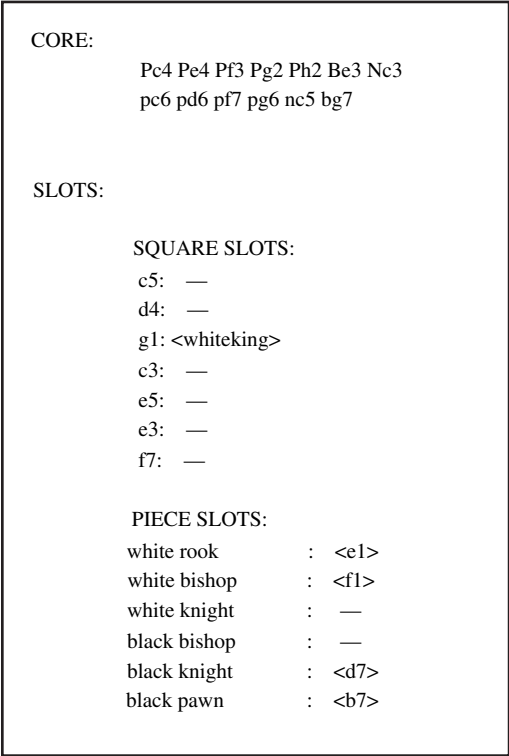 CORE:
Pc4 Pe4 Pf3 Pg2 Ph2 Be3 Nc3
pc6 pd6 pf7 pg6 nc5 bg7
SLOTS:
SQUARE SLOTS:
c5: —
d4: —
g1: <whiteking>
c3: —
e5: —
e3: —
f7: —
PIECE SLOTS:
white rook : <e1>
white bishop : <f1>
white knight : —
black bishop : —
black knight : <d7>
black pawn : <b7>